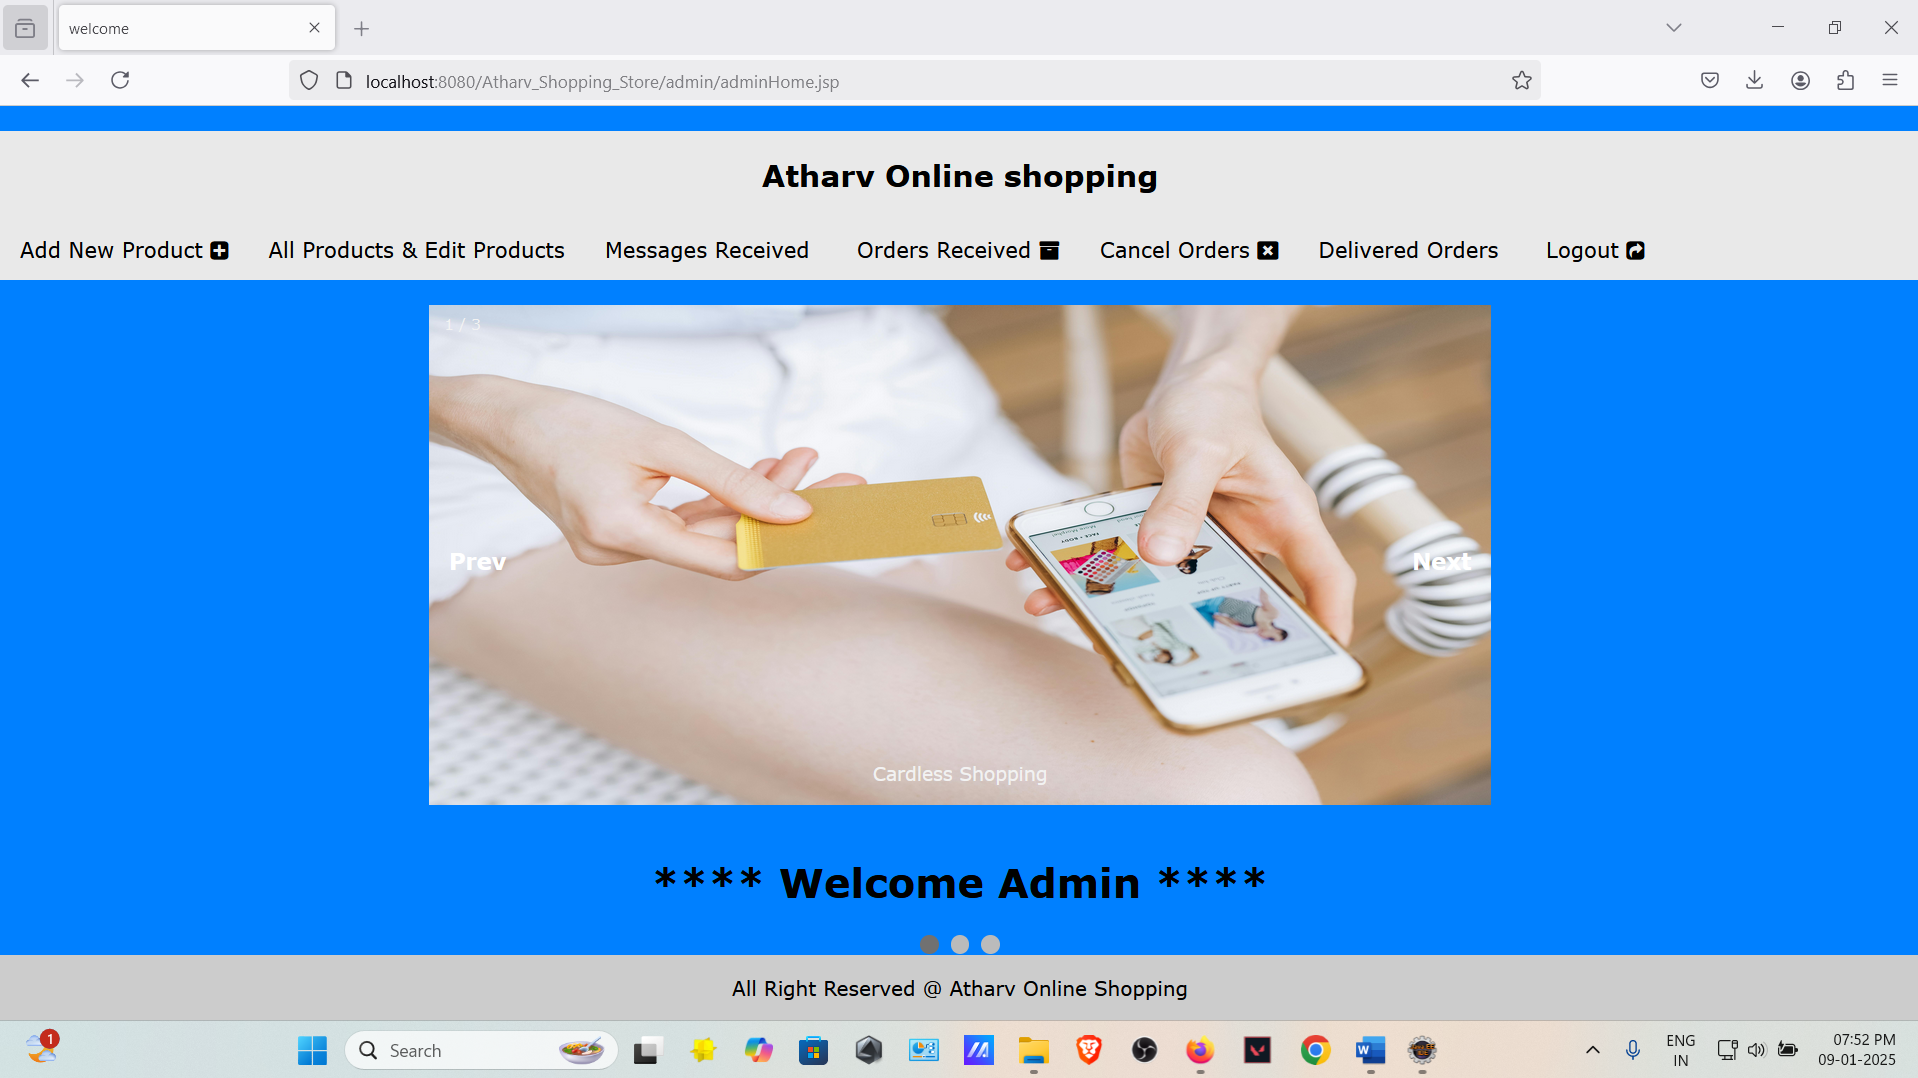 welcome
localhost:8080/Atharv_Shopping_Store/admin/adminHome.jsp
Atharv Online shopping
Add New Product All Products & Edit Products Messages Received Orders Received Cancel Orders Delivered Orders Logout
1 / 3
Prev
Next
Cardless Shopping
**** Welcome Admin ****
All Right Reserved @ Atharv Online Shopping
1
Search
ENG
IN
07:52 PM
09-01-2025